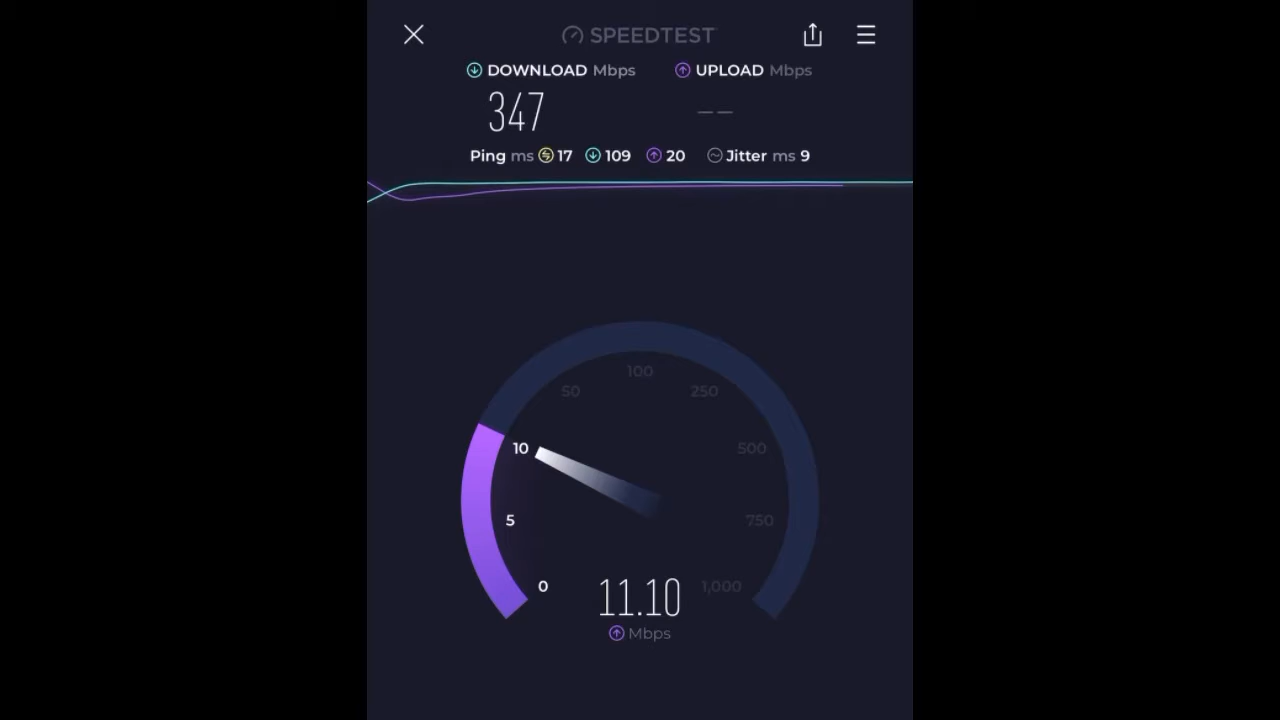 SPEEDTEST
DOWNLOAD Mbps UPLOAD Mbps
347 — —
Ping ms 17 109 20 Jitter ms 9
100
50 250
10 500
5 750
0 1,000
11.10
Mbps